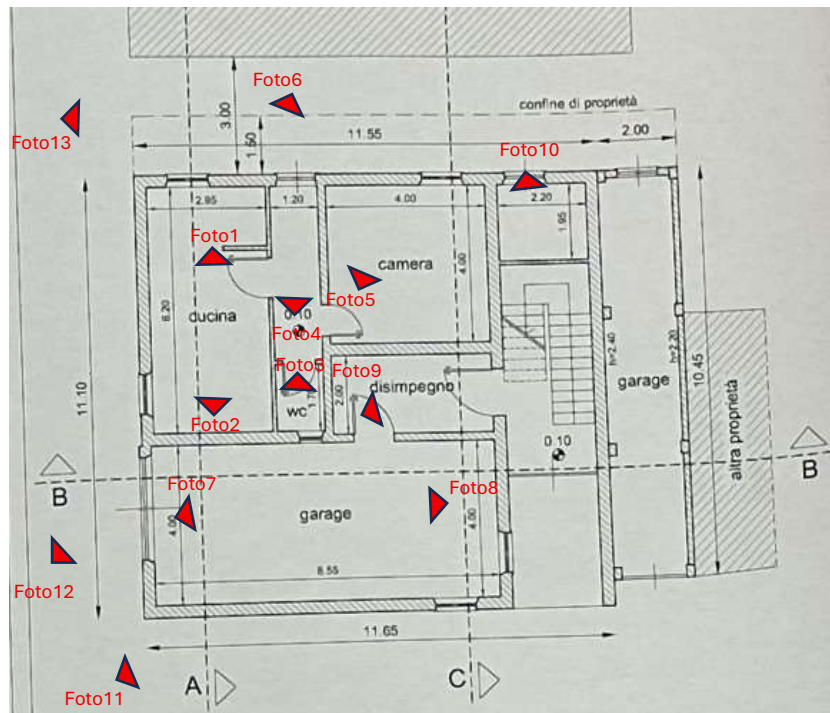 Foto6
Foto13
3.00
1.50
confine di proprietà
11.55
2.00
Foto10
2.95
1.20
4.00
2.20
1.95
Foto1
camera
4.00
Foto5
6.20
ducina
0.10
Foto4
hv=2.40
hv=2.20
garage
10.45
Foto9
disimpegno
2.00
11.10
Foto2
wc
altra proprietà
0.10
B
B
Foto7
Foto8
garage
4.00
4.00
8.55
Foto12
11.65
Foto11
A
C